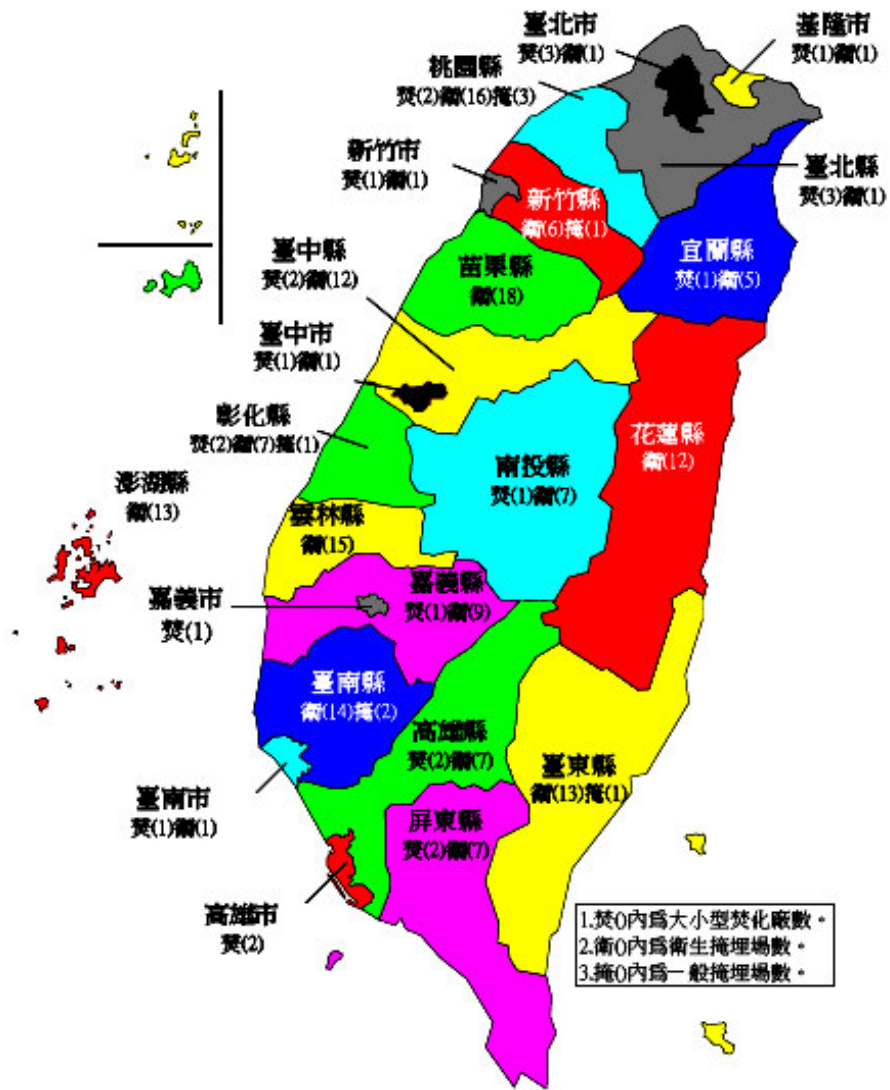 臺北市
焚(3)衛(1)
基隆市
焚(1)衛(1)
桃園縣
焚(2)衛(16)掩(3)
新竹市
焚(1)衛(1)
臺北縣
焚(3)衛(1)
新竹縣
衛(6)掩(1)
宜蘭縣
焚(1)衛(5)
臺中縣
焚(2)衛(12)
苗栗縣
衛(18)
臺中市
焚(1)衛(1)
彰化縣
焚(2)衛(7)掩(1)
花蓮縣
衛(12)
南投縣
焚(1)衛(7)
澎湖縣
衛(13)
雲林縣
衛(15)
嘉義縣
焚(1)衛(9)
嘉義市
焚(1)
臺南縣
衛(14)掩(2)
高雄縣
焚(2)衛(7)
臺東縣
衛(13)掩(1)
臺南市
焚(1)衛(1)
屏東縣
焚(2)衛(7)
高雄市
焚(2)
1.焚()內爲大小型焚化廠數。
2.衛()內爲衛生掩埋場數。
3.掩()內爲一般掩埋場數。